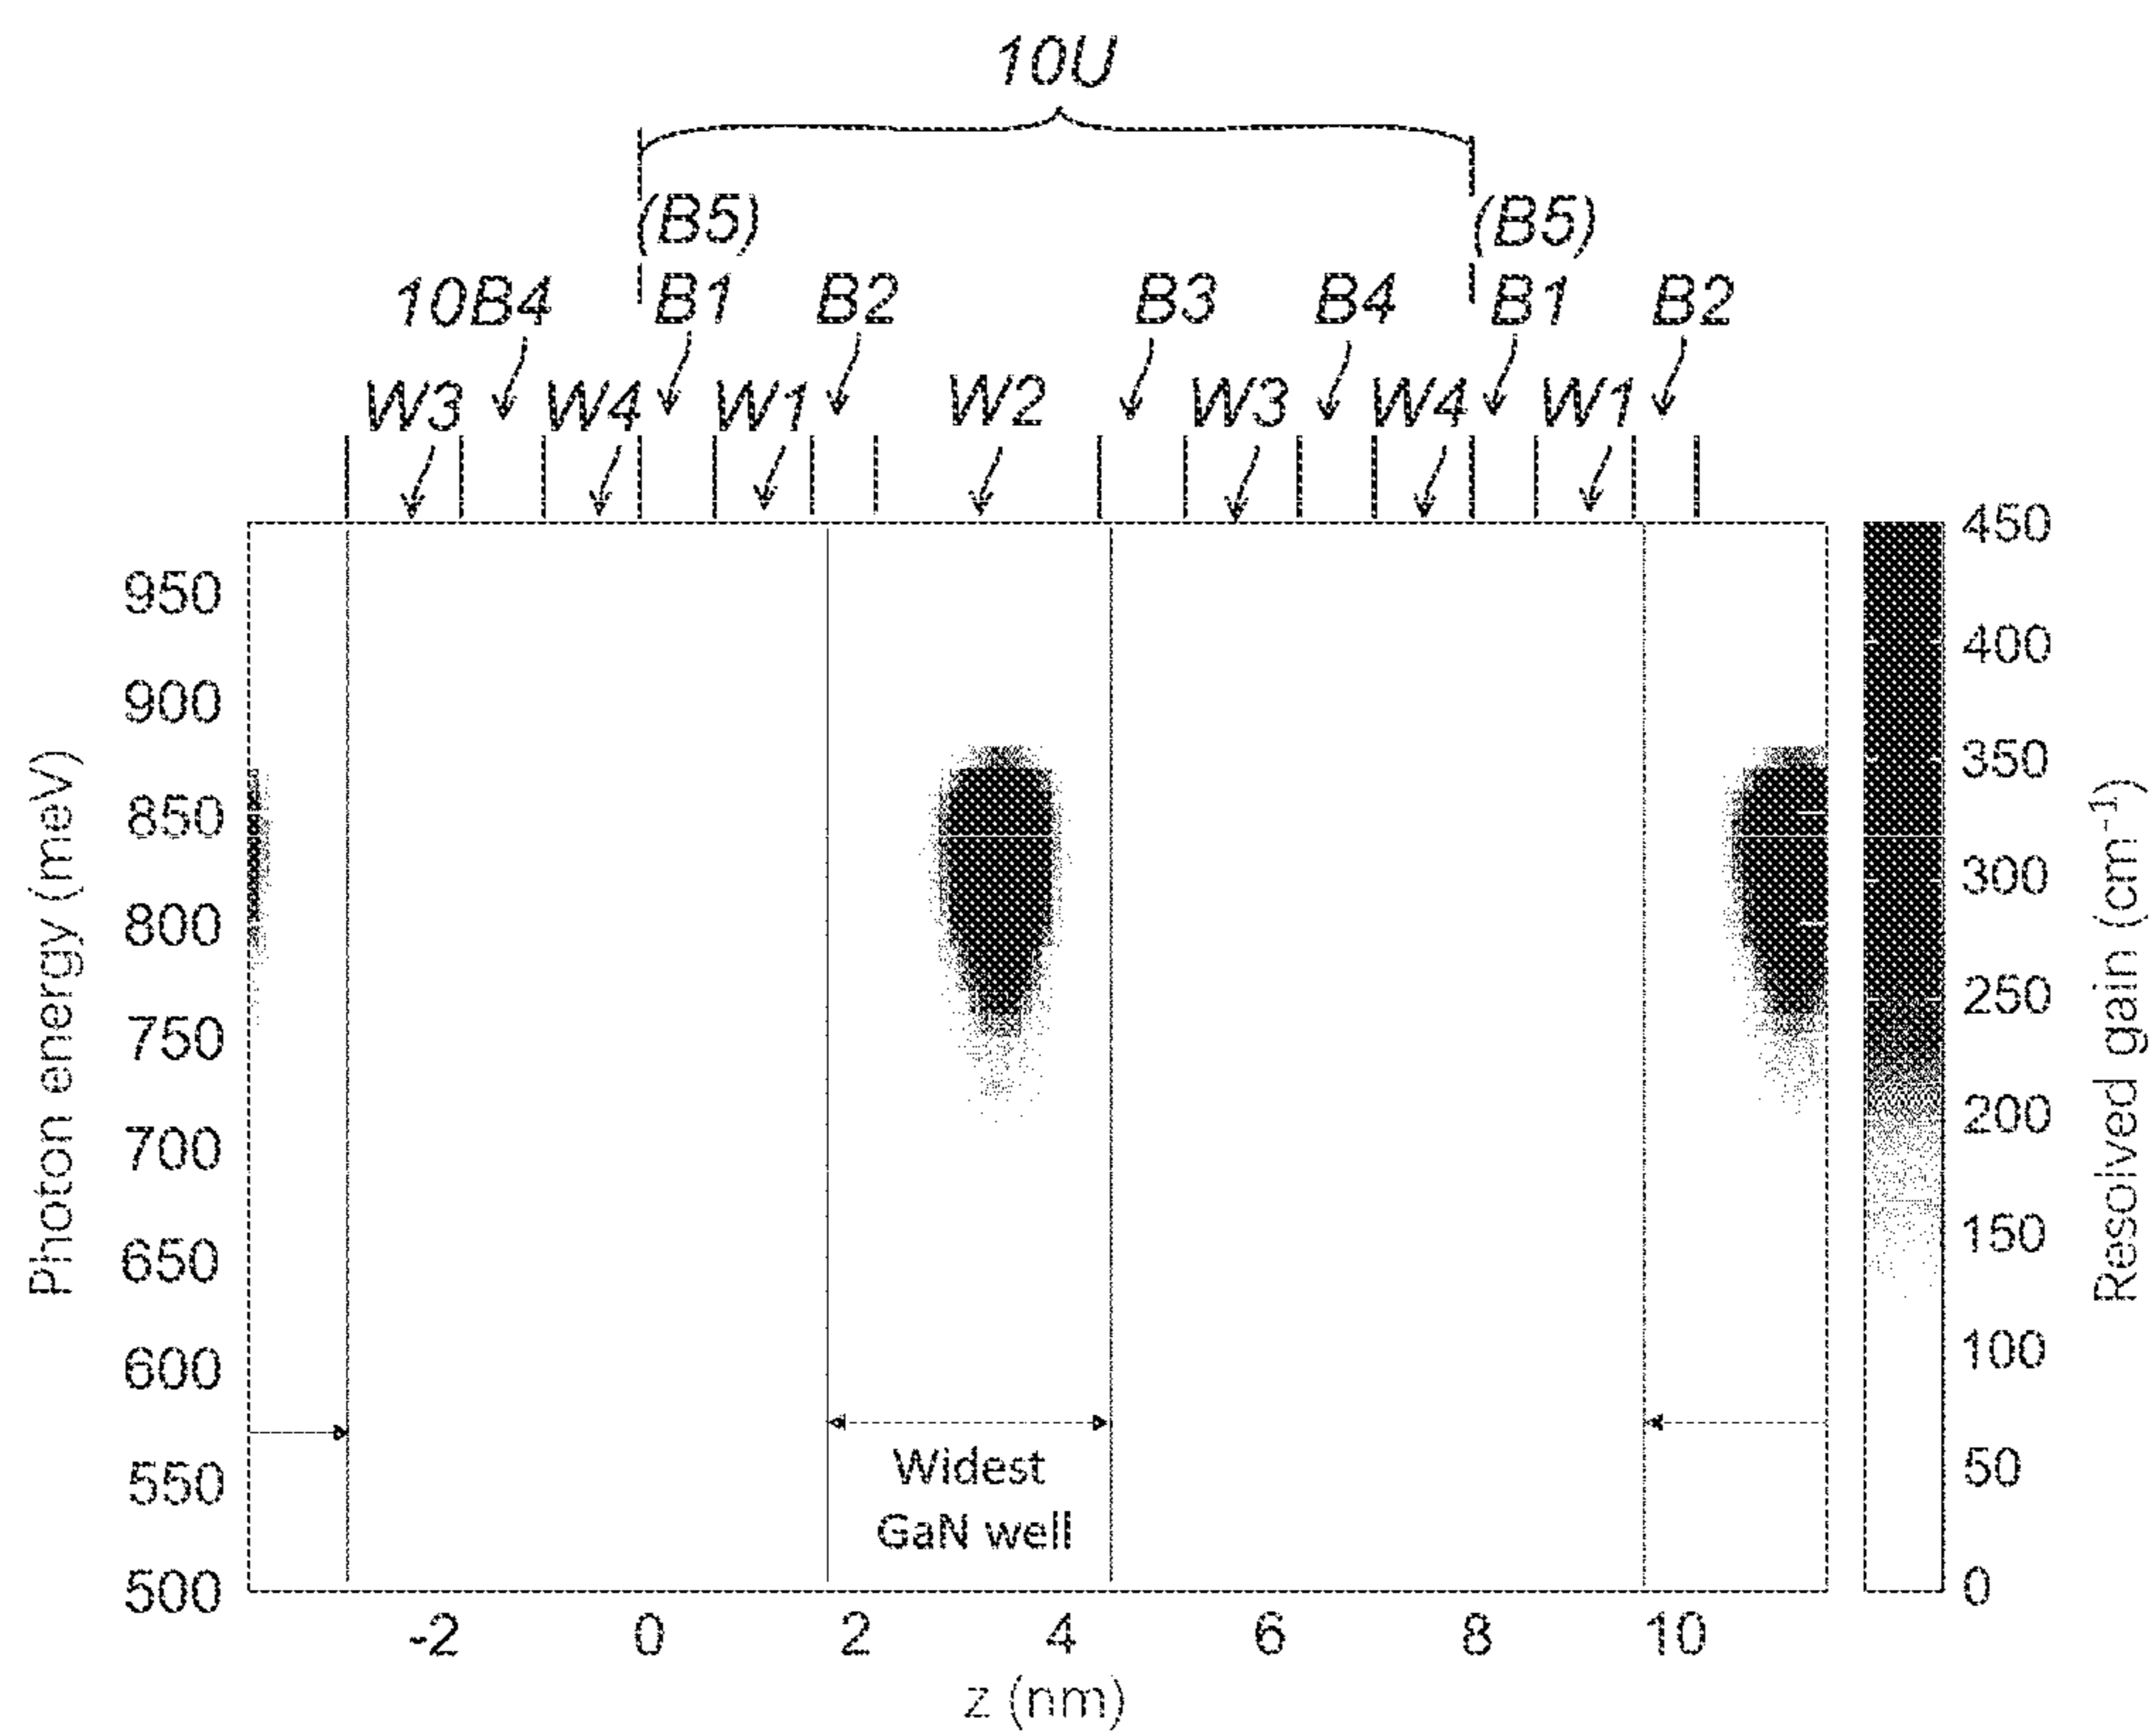 10U
(B5) (B5)
10B4 B1 B2 B3 B4 B1 B2
W3 W4 W1 W2 W3 W4 W1
Photon energy (meV)
950
900
850
800
750
700
650
600
550
500
Widest
GaN well
-2 0 2 4 6 8 10
z (nm)
450
400
350
300
250
200
150
100
50
0
Resolved gain (cm⁻¹)